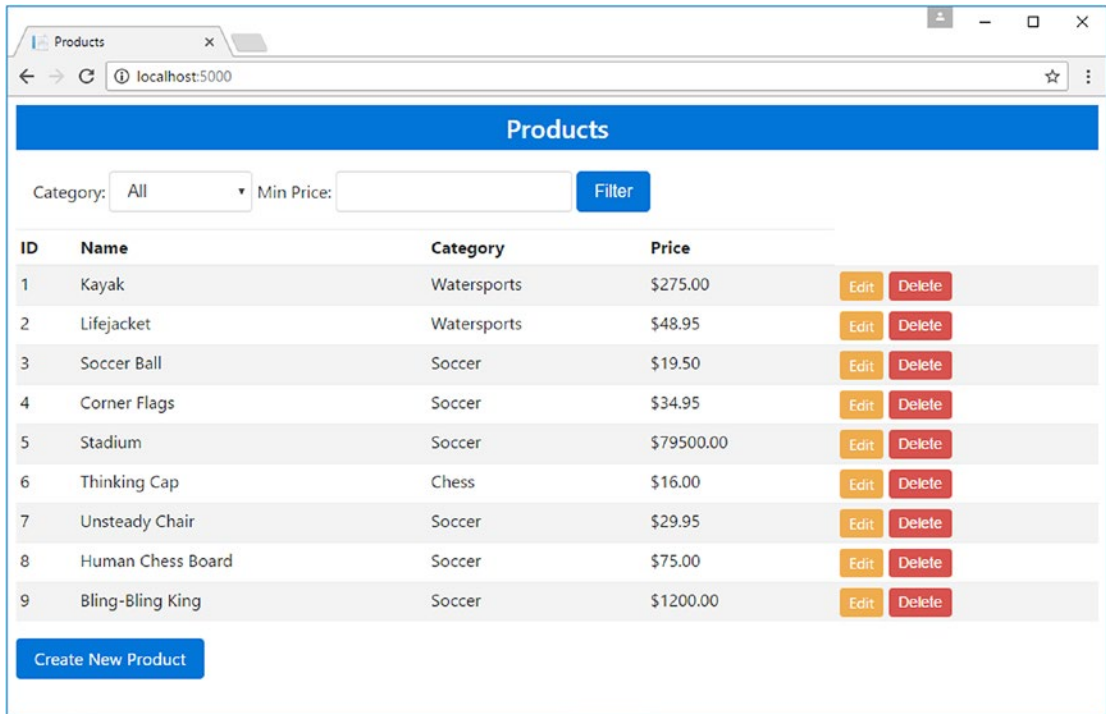 Products
localhost:5000
Products
Category: All Min Price: Filter
ID Name Category Price
1 Kayak Watersports $275.00 Edit Delete
2 Lifejacket Watersports $48.95 Edit Delete
3 Soccer Ball Soccer $19.50 Edit Delete
4 Corner Flags Soccer $34.95 Edit Delete
5 Stadium Soccer $79500.00 Edit Delete
6 Thinking Cap Chess $16.00 Edit Delete
7 Unsteady Chair Soccer $29.95 Edit Delete
8 Human Chess Board Soccer $75.00 Edit Delete
9 Bling-Bling King Soccer $1200.00 Edit Delete
Create New Product